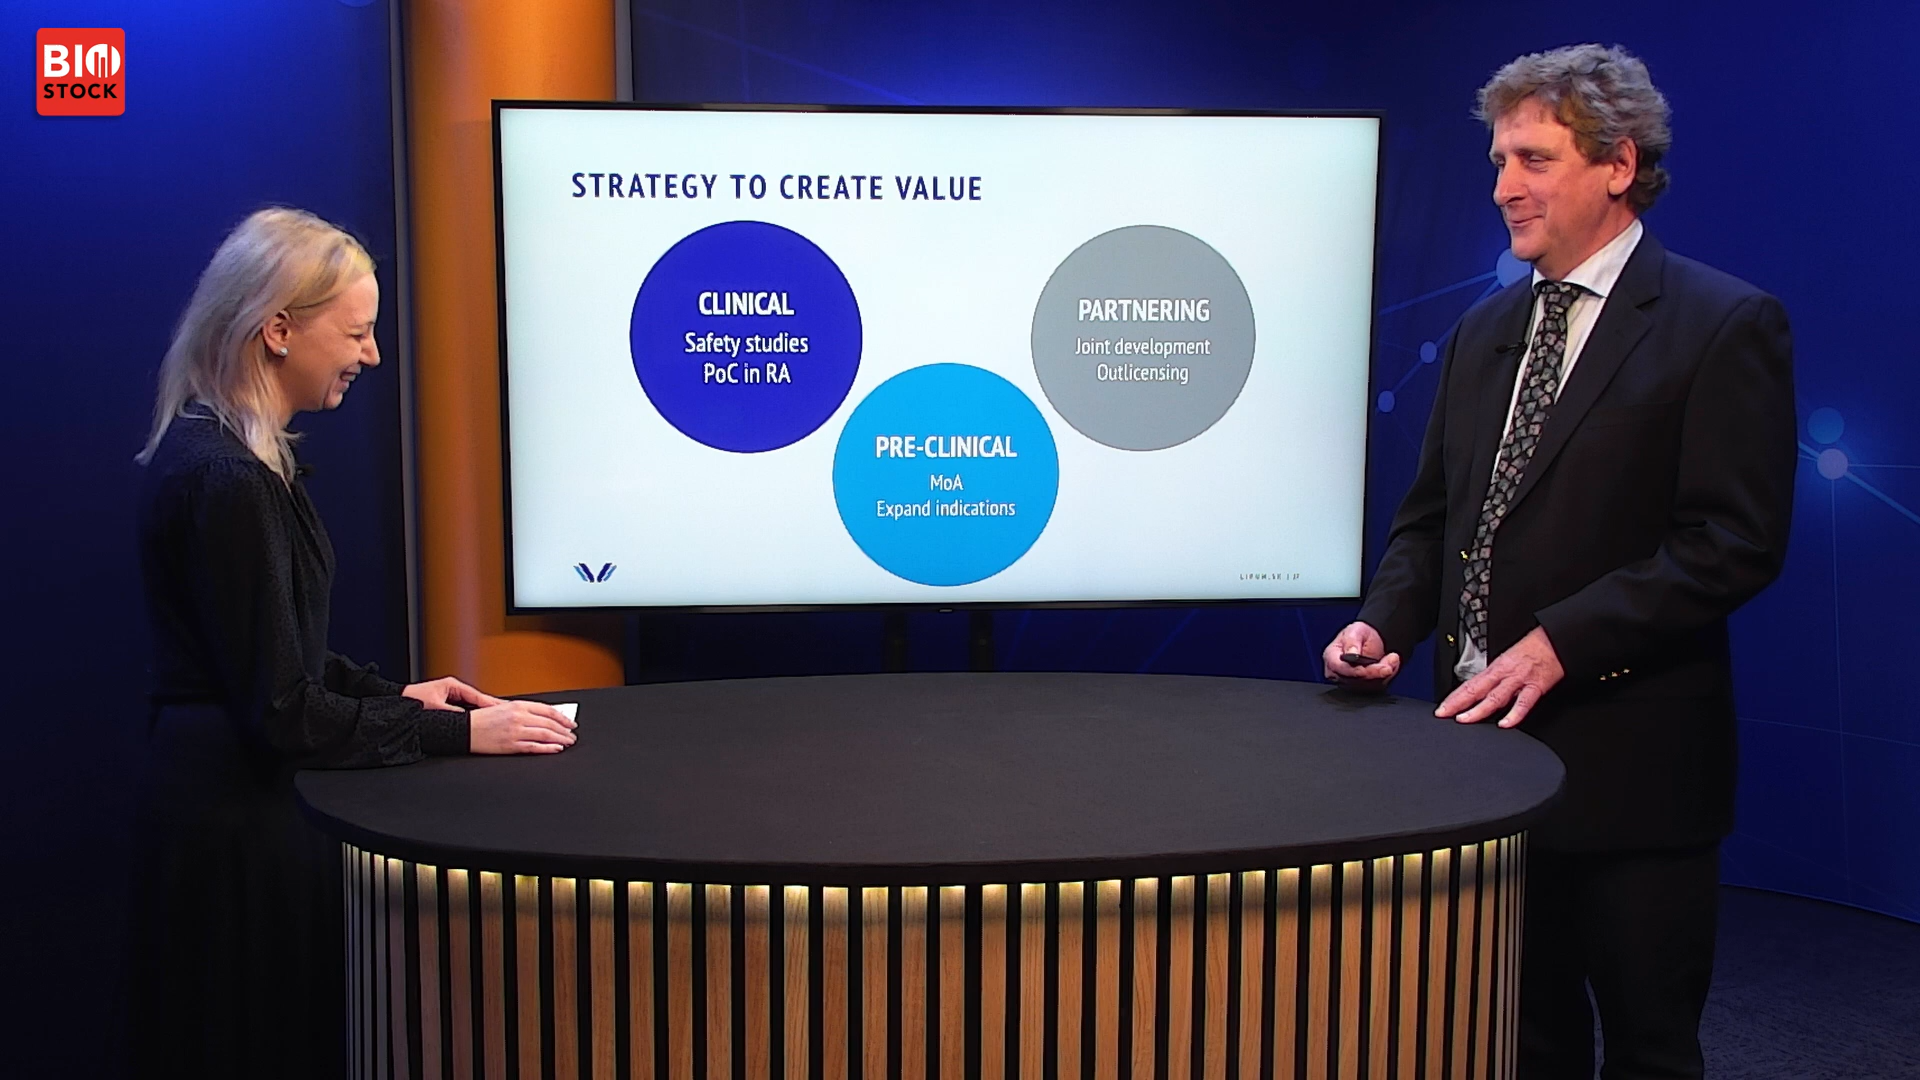 BIO
STOCK
STRATEGY TO CREATE VALUE
CLINICAL
Safety studies
PoC in RA
PARTNERING
Joint development
Outlicensing
PRE-CLINICAL
MoA
Expand indications